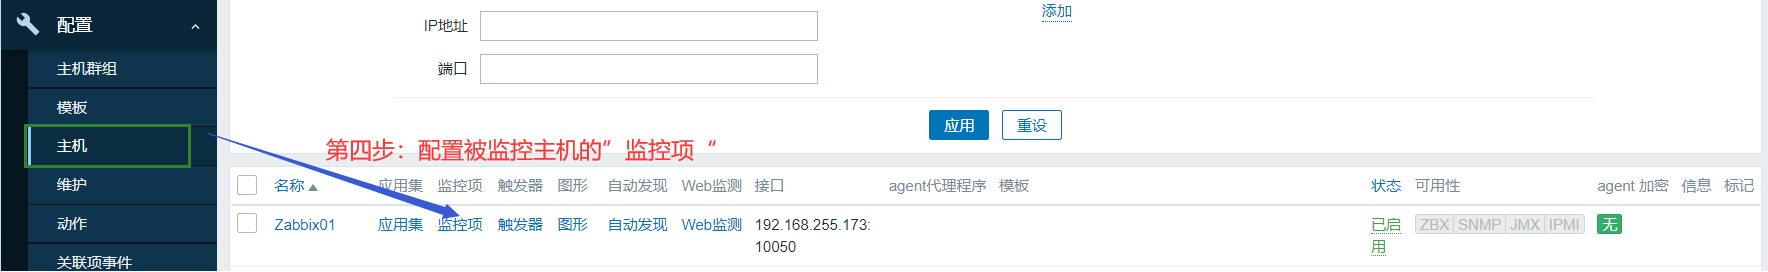 配置
主机群组
模板
主机
维护
动作
关联项事件
IP地址
添加
端口
应用 重设
第四步：配置被监控主机的”监控项“
名称 应用集 监控项 触发器 图形 自动发现 Web监测 接口 agent代理程序 模板 状态 可用性 agent 加密 信息 标记
Zabbix01 应用集 监控项 触发器 图形 自动发现 Web监测 192.168.255.173: 已启 ZBX SNMP JMX IPMI 无
10050 用